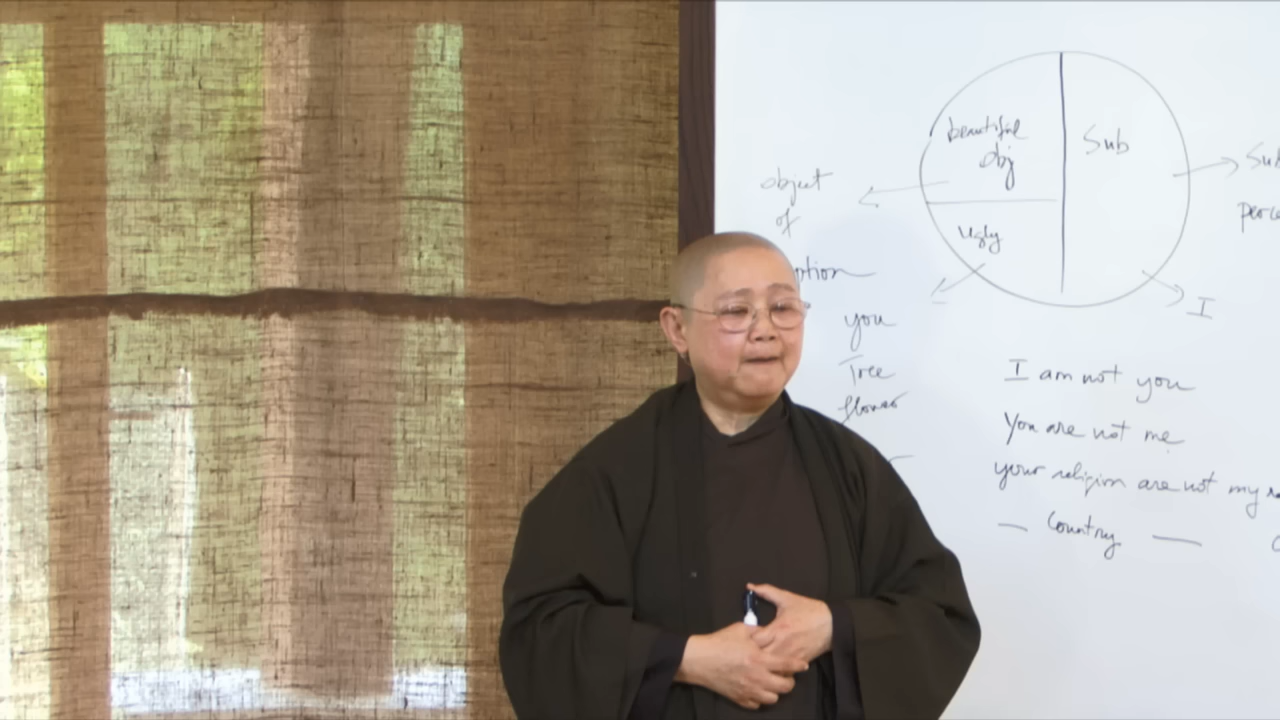 beautiful
obj
Sub
Ugly
object
of
ption
you
Tree
flower
Sub
perce
I
I am not you
You are not me
your religion are not my
— Country —